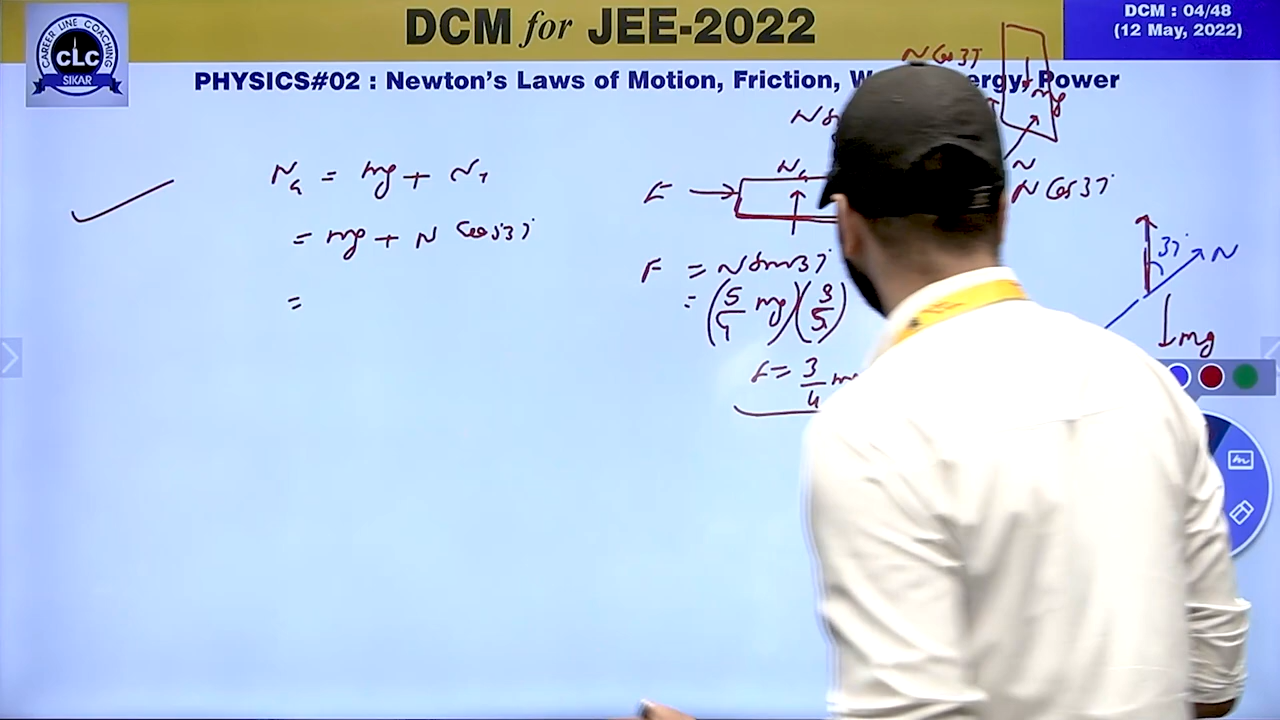 CAREER LINE COACHING
CLC
SIKAR
DCM for JEE-2022
DCM : 04/48
(12 May, 2022)
PHYSICS#02 : Newton's Laws of Motion, Friction, W ergy, Power
N Cos37°
mg
N
N Cos37°
N₄ = mg + N₁
= mg + N Cos37°
=
F
F = N Sin37°
= (5/4 mg)(3/5)
F = 3/4 m
37°
N
mg